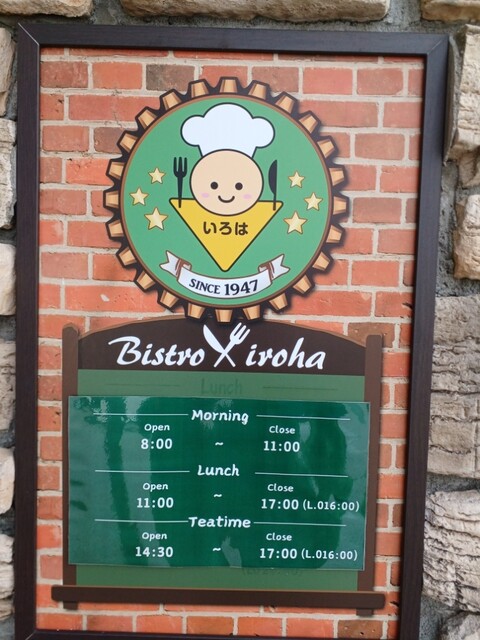 いろは
SINCE 1947
Bistro iroha
Lunch
Morning
Open Close
8:00 ~ 11:00
Lunch
Open Close
11:00 ~ 17:00 (L.O16:00)
Teatime
Open Close
14:30 ~ 17:00 (L.O16:00)